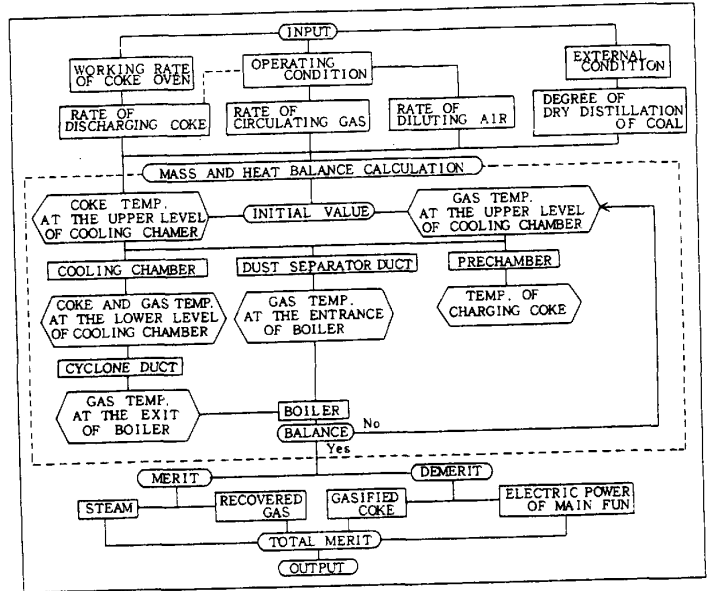 INPUT
WORKING RATE
OF COKE OVEN
OPERATING
CONDITION
EXTERNAL
CONDITION
RATE OF
DISCHARGING COKE
RATE OF
CIRCULATING GAS
RATE OF
DILUTING AIR
DEGREE OF
DRY DISTILLATION
OF COAL
MASS AND HEAT BALANCE CALCULATION
COKE TEMP.
AT THE UPPER LEVEL
OF COOLING CHAMER
INITIAL VALUE
GAS TEMP.
AT THE UPPER LEVEL
OF COOLING CHAMBER
COOLING CHAMBER
DUST SEPARATOR DUCT
PRECHAMBER
COKE AND GAS TEMP.
AT THE LOWER LEVEL
OF COOLING CHAMBER
GAS TEMP.
AT THE ENTRANCE
OF BOILER
TEMP. OF
CHARGING COKE
CYCLONE DUCT
GAS TEMP.
AT THE EXIT
OF BOILER
BOILER
BALANCE
No
Yes
MERIT
DEMERIT
STEAM
RECOVERED
GAS
GASIFIED
COKE
ELECTRIC POWER
OF MAIN FUN
TOTAL MERIT
OUTPUT